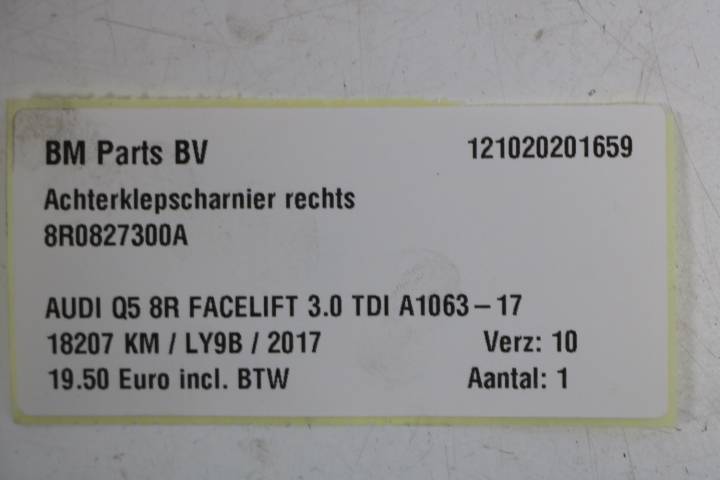 BM Parts BV 121020201659
Achterklepscharnier rechts
8R0827300A
AUDI Q5 8R FACELIFT 3.0 TDI A1063-17
18207 KM / LY9B / 2017 Verz: 10
19.50 Euro incl. BTW Aantal: 1